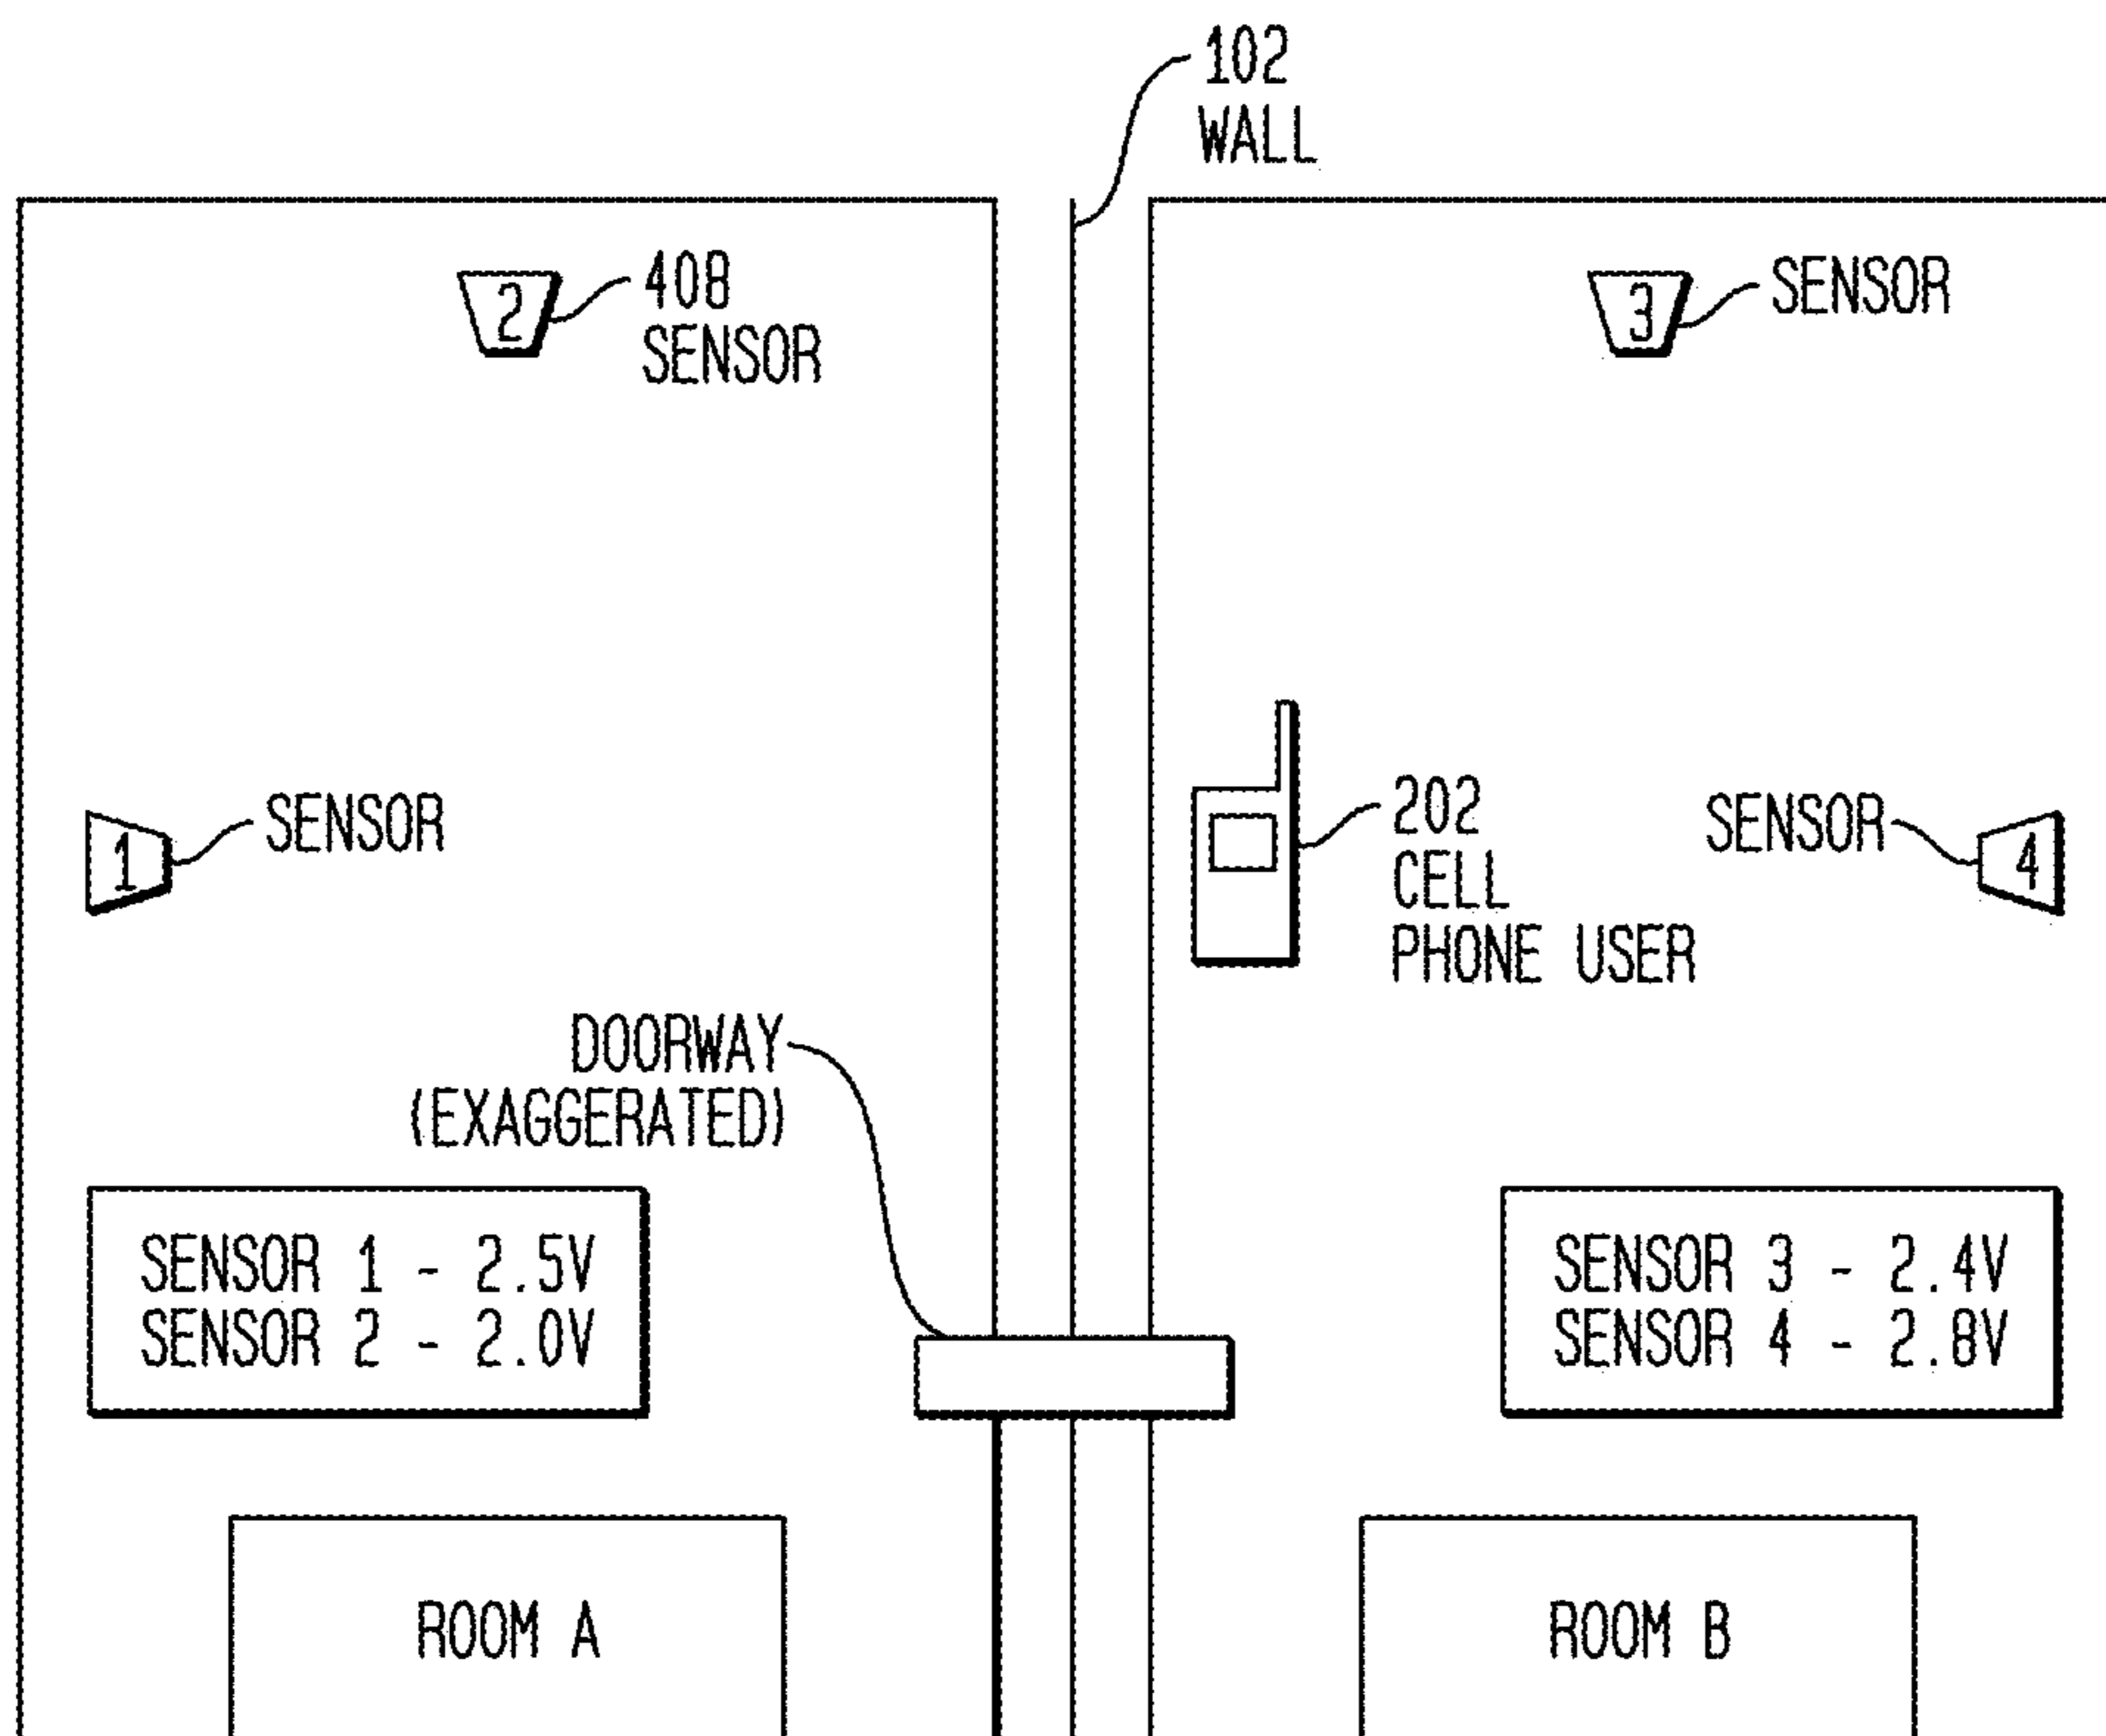 102
WALL
2
408
SENSOR
3
SENSOR
1
SENSOR
202
CELL
PHONE USER
SENSOR
4
DOORWAY
(EXAGGERATED)
SENSOR 1 - 2.5V
SENSOR 2 - 2.0V
SENSOR 3 - 2.4V
SENSOR 4 - 2.8V
ROOM A
ROOM B